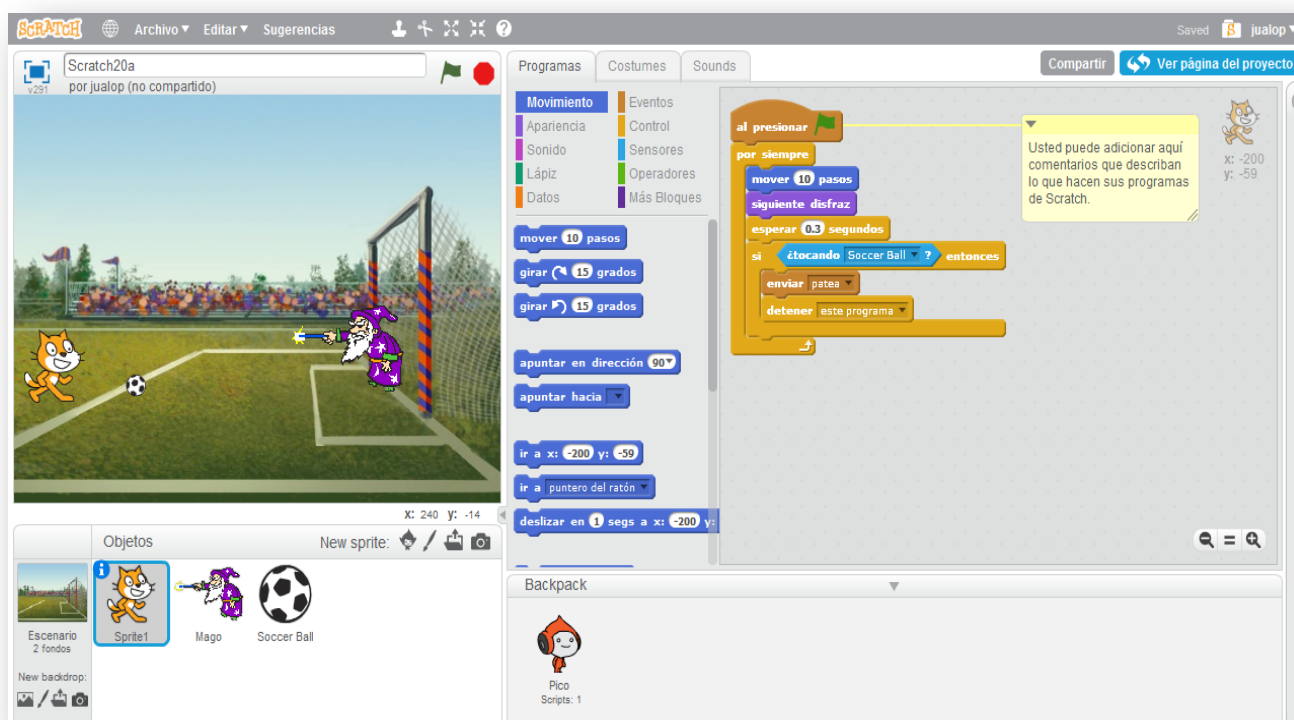 SCRATCH
Archivo▼ Editar▼ Sugerencias
Saved
jualop
v291
Scratch20a
por jualop (no compartido)
Programas
Costumes
Sounds
Compartir
Ver página del proyecto
Movimiento
Apariencia
Sonido
Lápiz
Datos
Eventos
Control
Sensores
Operadores
Más Bloques
mover 10 pasos
girar 15 grados
girar 15 grados
apuntar en dirección 90▼
apuntar hacia
ir a x: -200 y: -59
ir a puntero del ratón
deslizar en 1 segs a x: -200 y:
al presionar
por siempre
mover 10 pasos
siguiente disfraz
esperar 0.3 segundos
si ¿tocando Soccer Ball ? entonces
enviar patea
detener este programa
Usted puede adicionar aquí
comentarios que describan
lo que hacen sus programas
de Scratch.
x: -200
y: -59
X: 240 y: -14
Objetos
New sprite:
Escenario
2 fondos
New backdrop:
Sprite1
Mago
Soccer Ball
Backpack
Pico
Scripts: 1